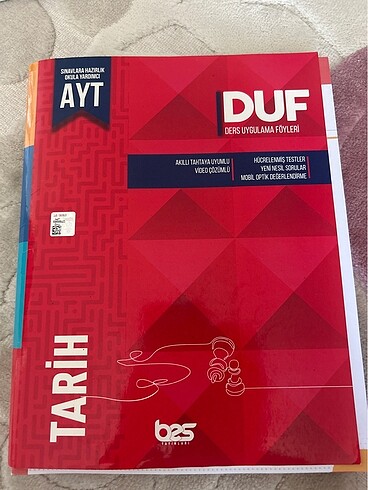 SINAVLARA HAZIRLIK
OKULA YARDIMCI
AYT
DUF
DERS UYGULAMA FÖYLERİ
AKILLI TAHTAYA UYUMLU
VİDEO ÇÖZÜMLÜ
HÜCRELENMİŞ TESTLER
YENİ NESİL SORULAR
MOBİL OPTİK DEĞERLENDİRME
TARİH
b2s
YAYINLARI